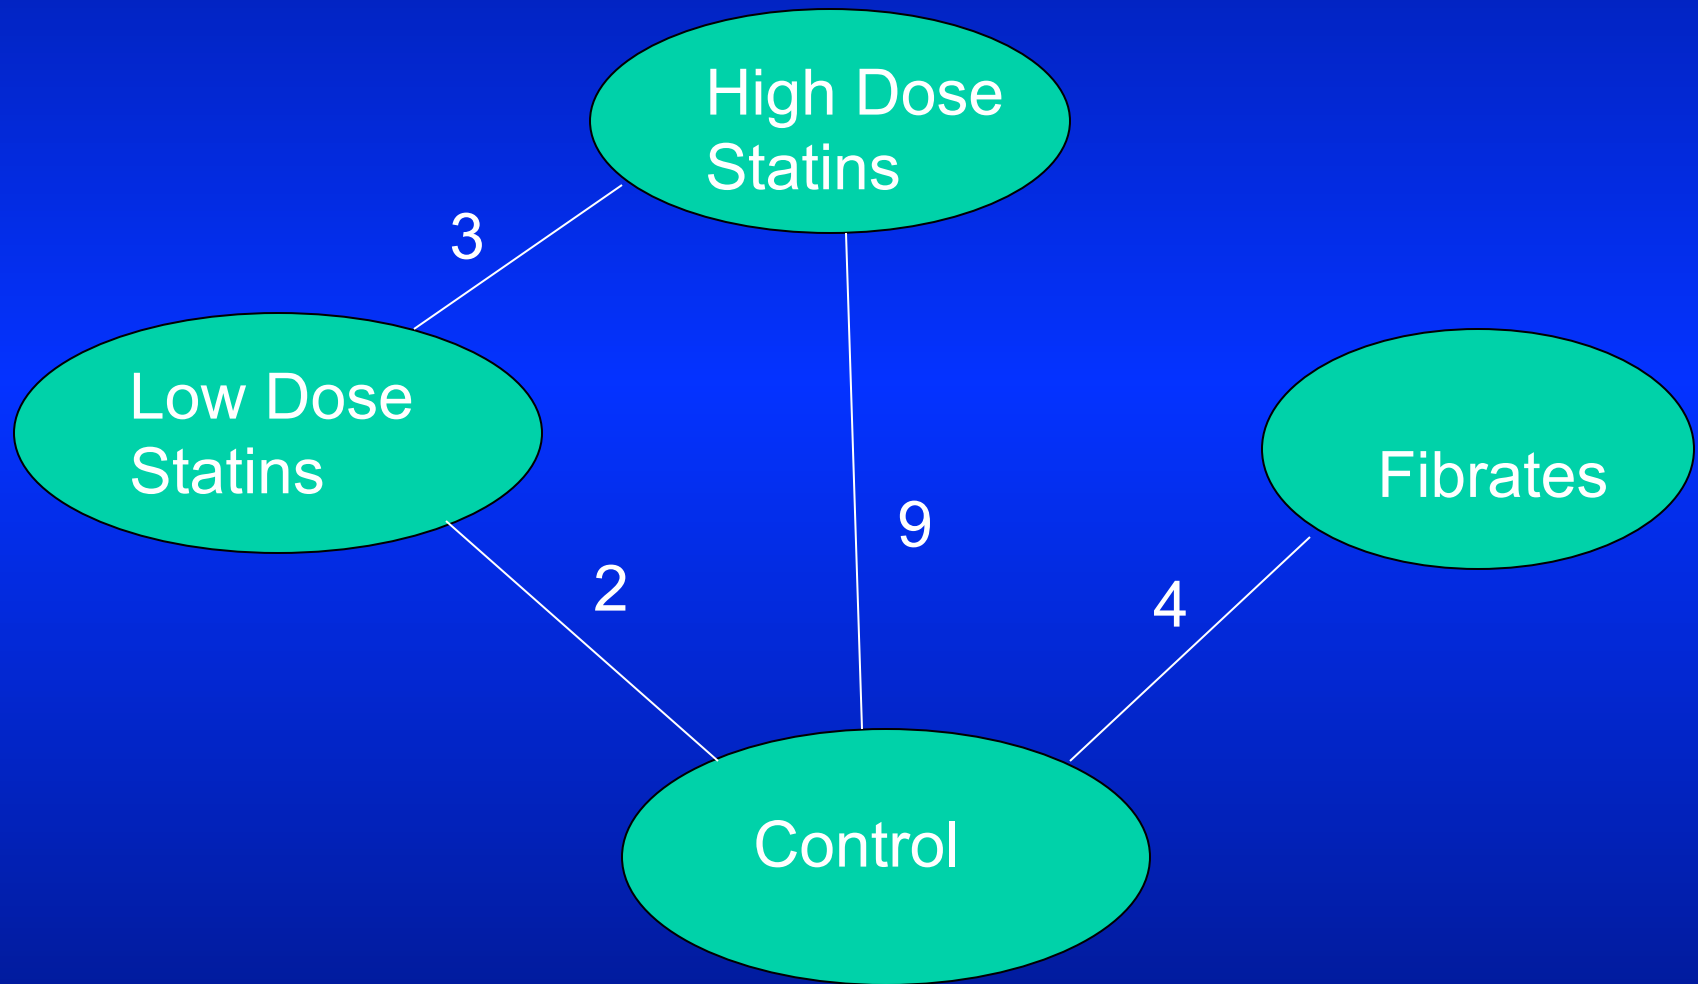 High Dose
Statins
3
Low Dose
Statins
Fibrates
9
2
4
Control